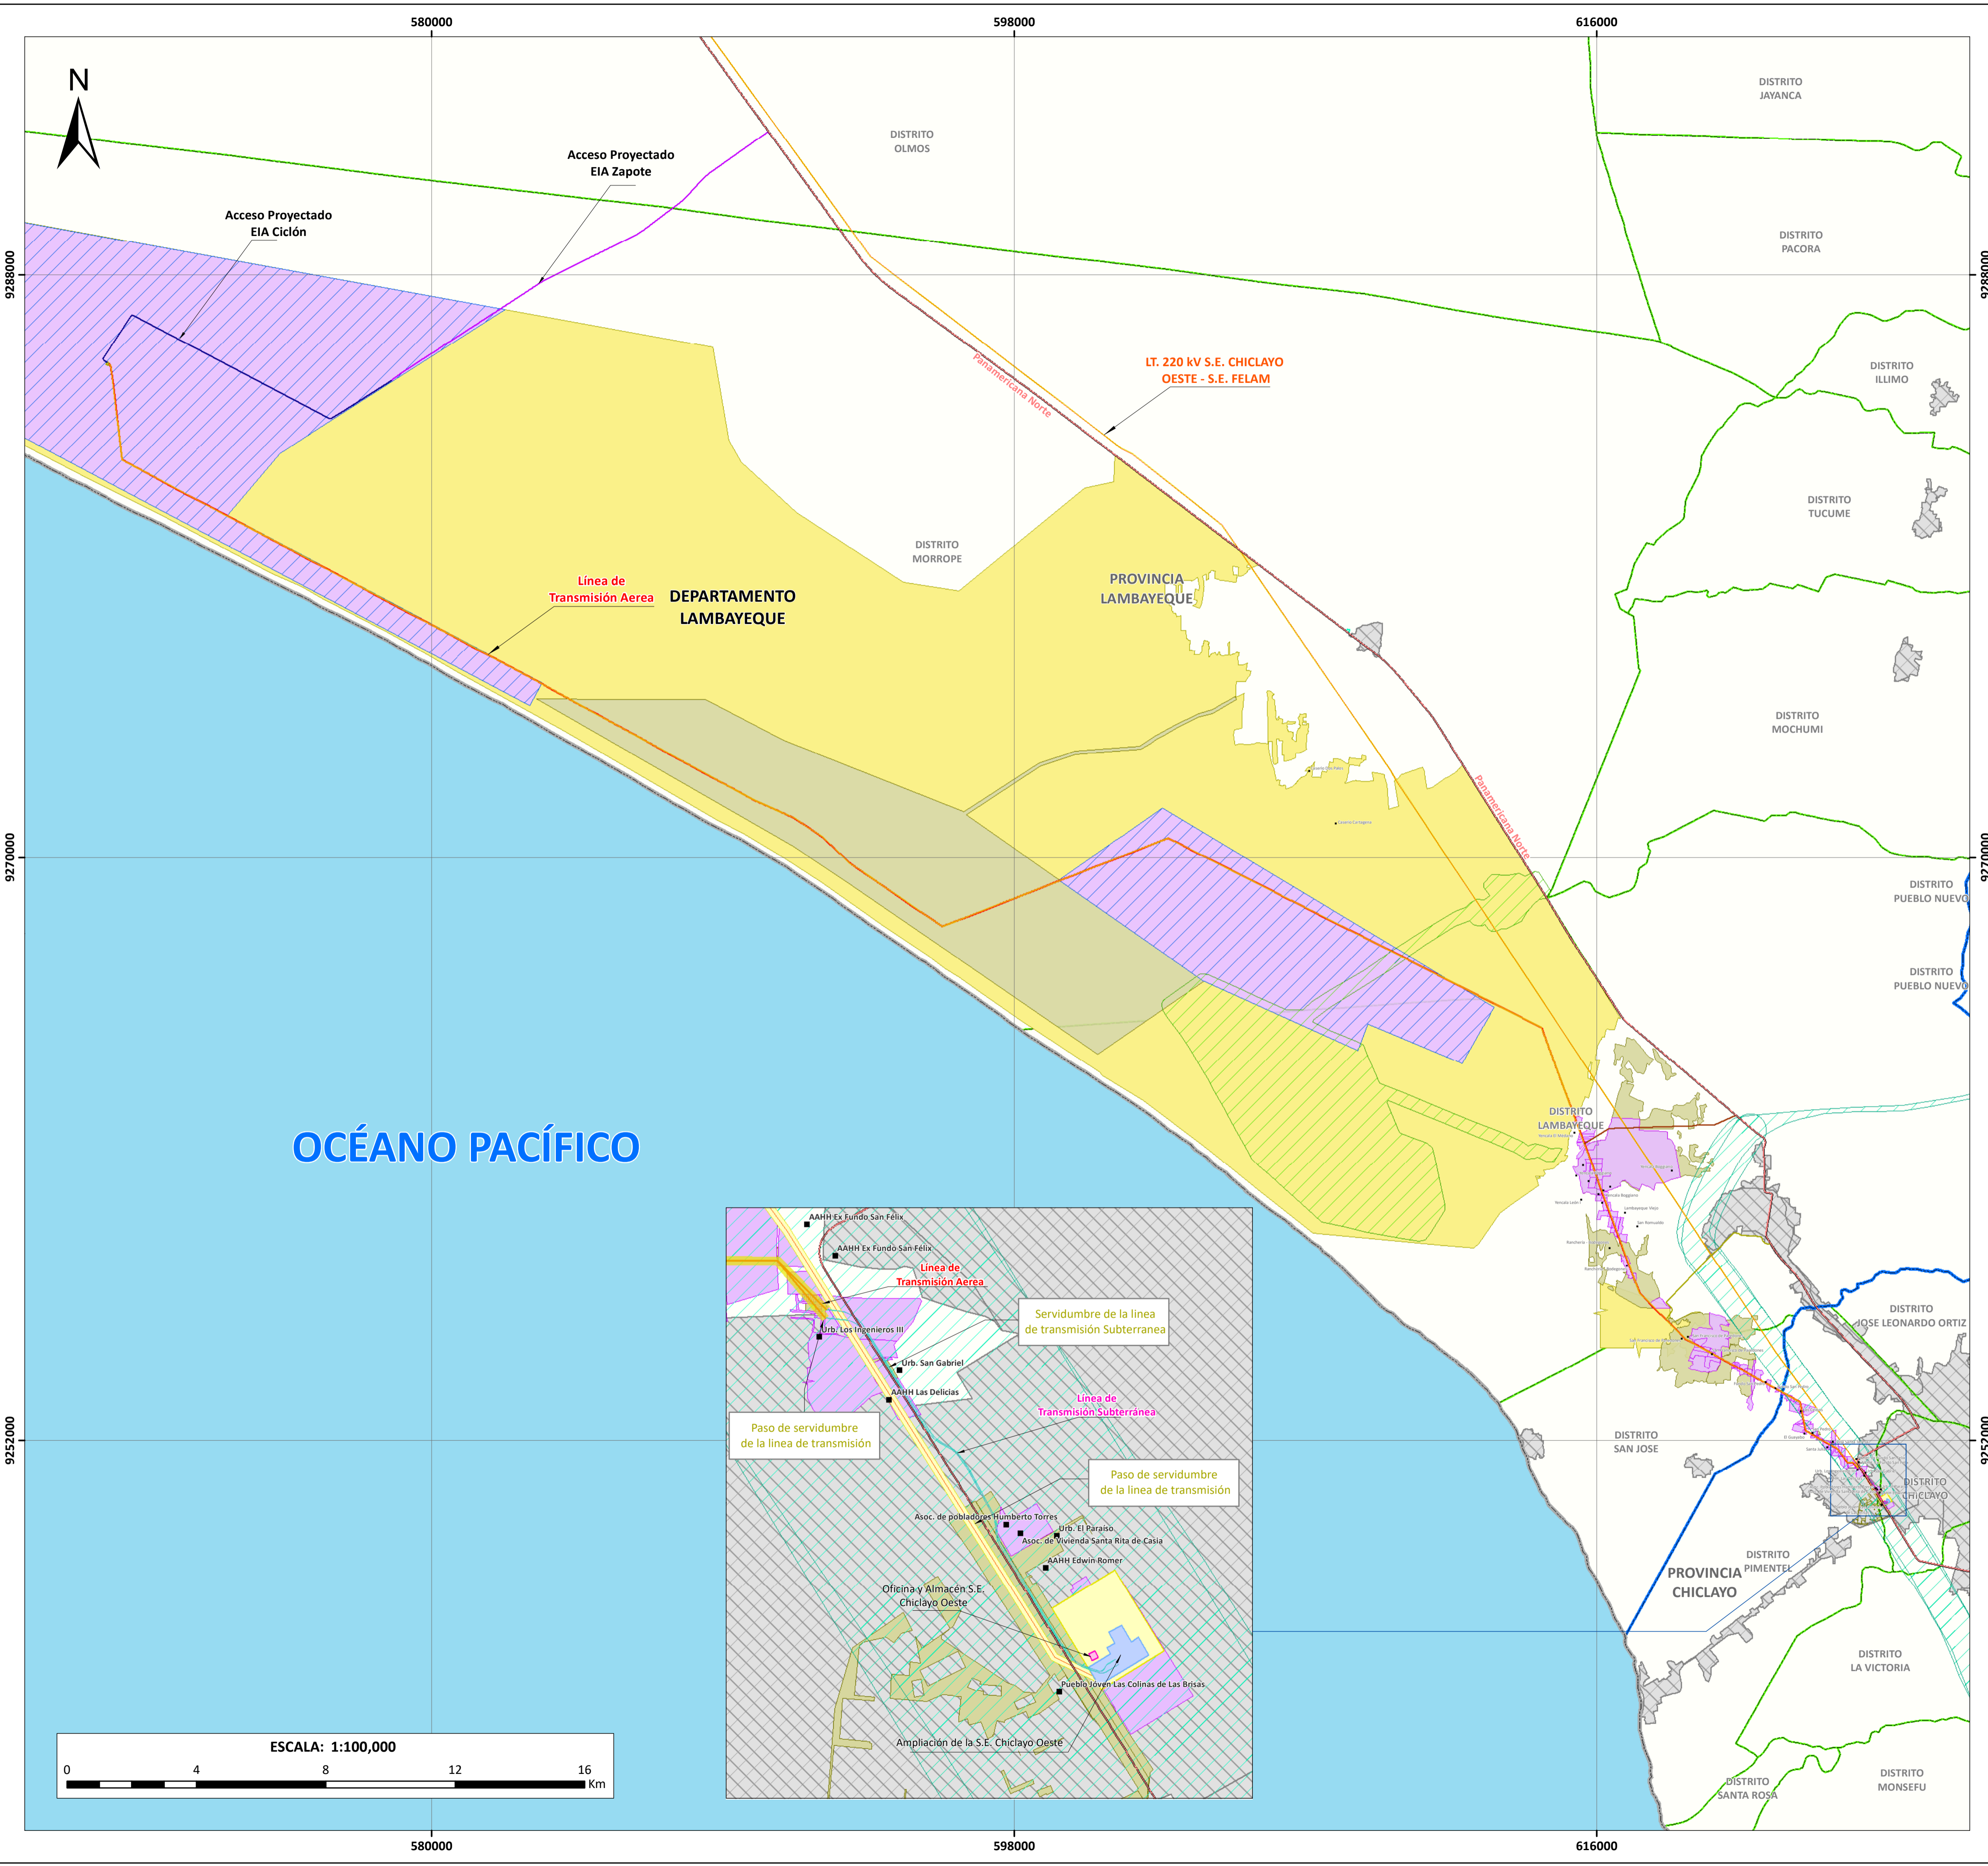 580000
598000
616000
N
DISTRITO
JAYANCA
DISTRITO
OLMOS
Acceso Proyectado
EIA Zapote
Acceso Proyectado
EIA Ciclón
DISTRITO
PACORA
9288000
9288000
LT. 220 kV S.E. CHICLAYO
OESTE - S.E. FELAM
Panamericana Norte
DISTRITO
ILLIMO
DISTRITO
TUCUME
DISTRITO
MORROPE
PROVINCIA
LAMBAYEQUE
Línea de
Transmisión Aerea
DEPARTAMENTO
LAMBAYEQUE
DISTRITO
MOCHUMI
Panamericana Norte
9270000
9270000
DISTRITO
PUEBLO NUEVO
DISTRITO
PUEBLO NUEVO
DISTRITO
LAMBAYEQUE
OCÉANO PACÍFICO
Lambayeque Viejo
San Romualdo
AAHH Ex Fundo San Félix
AAHH Ex Fundo San Félix
Línea de
Transmisión Aerea
Servidumbre de la linea
de transmisión Subterranea
Urb. Los Ingenieros III
Urb. San Gabriel
AAHH Las Delicias
Línea de
Transmisión Subterránea
Paso de servidumbre
de la linea de transmisión
Paso de servidumbre
de la linea de transmisión
Asoc. de pobladores Humberto Torres
Urb. El Paraíso
Asoc. de Vivienda Santa Rita de Casia
AAHH Edwin Romer
Oficina y Almacén S.E.
Chiclayo Oeste
Pueblo Jóven Las Colinas de Las Brisas
Ampliación de la S.E. Chiclayo Oeste
DISTRITO
JOSE LEONARDO ORTIZ
9252000
9252000
DISTRITO
SAN JOSE
DISTRITO
CHICLAYO
DISTRITO
PIMENTEL
PROVINCIA
CHICLAYO
DISTRITO
LA VICTORIA
DISTRITO
SANTA ROSA
DISTRITO
MONSEFU
ESCALA: 1:100,000
0 4 8 12 16
Km
580000
598000
616000